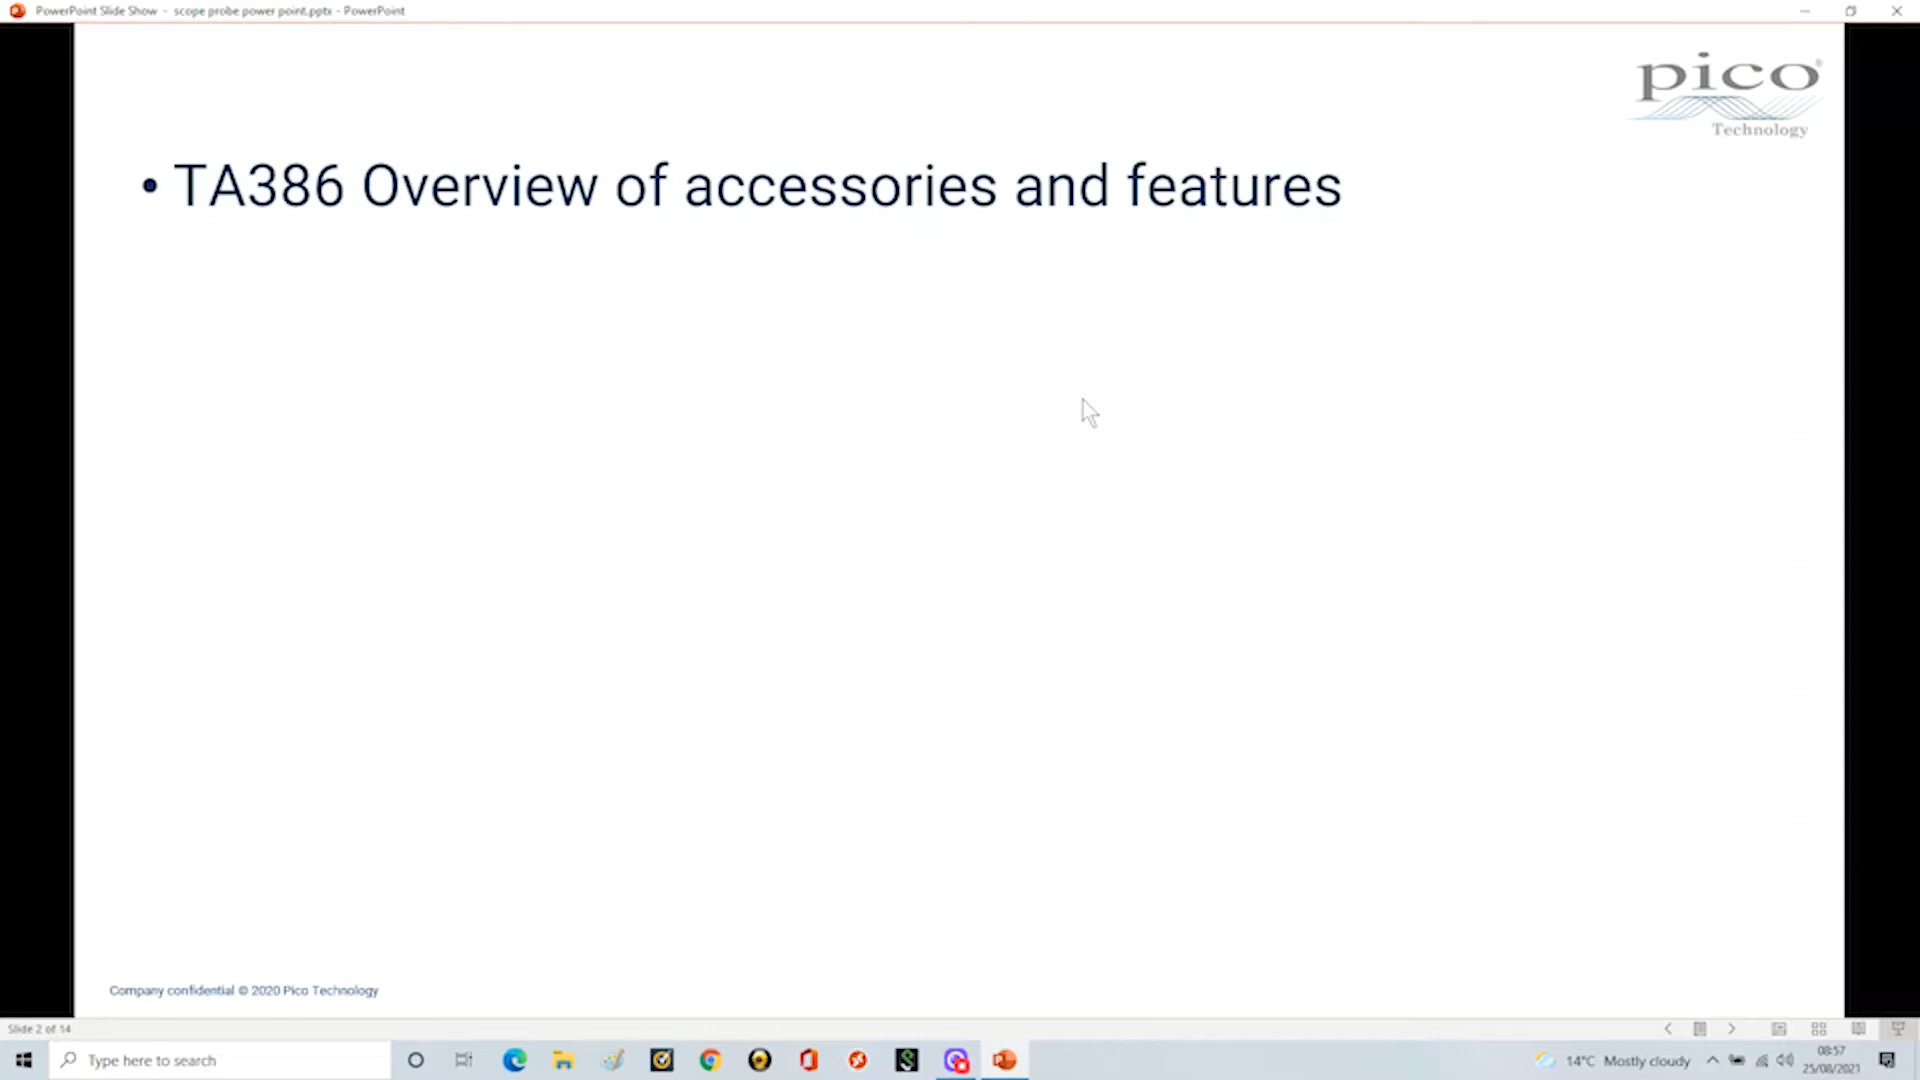 PowerPoint Slide Show - scope probe power point.pptx - PowerPoint
pico®
Technology
• TA386 Overview of accessories and features
Company confidential © 2020 Pico Technology
Slide 2 of 14
Type here to search
14°C Mostly cloudy
08:57
25/08/2021